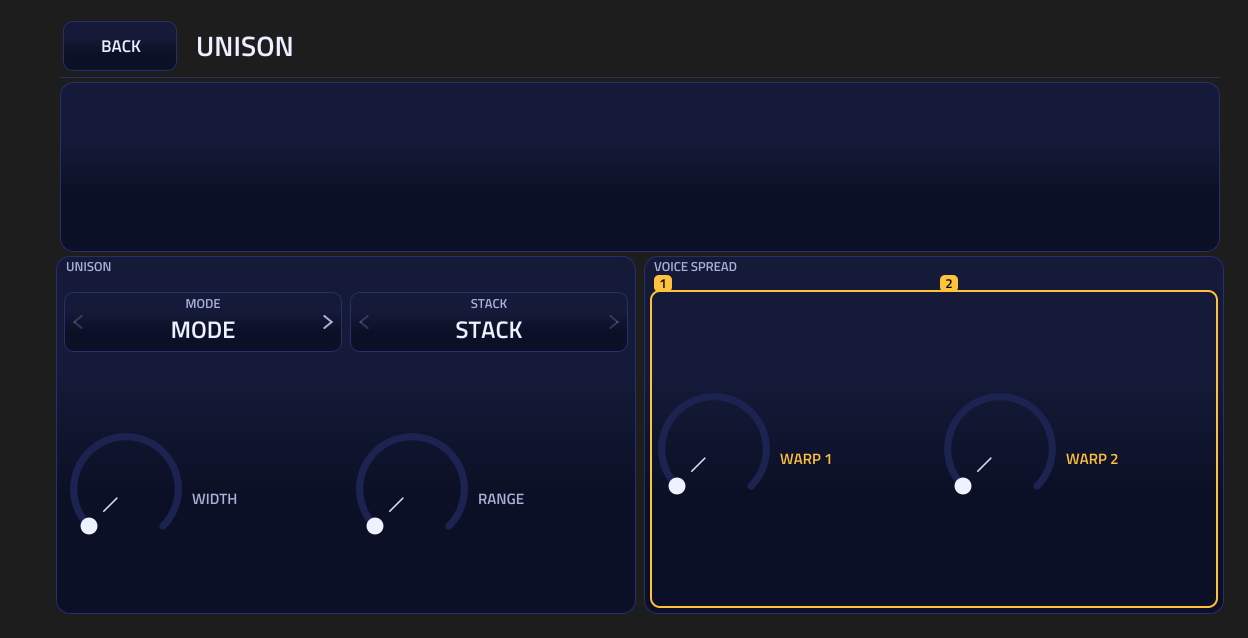 BACK
UNISON
UNISON
MODE
MODE
STACK
STACK
WIDTH
RANGE
VOICE SPREAD
1
2
WARP 1
WARP 2